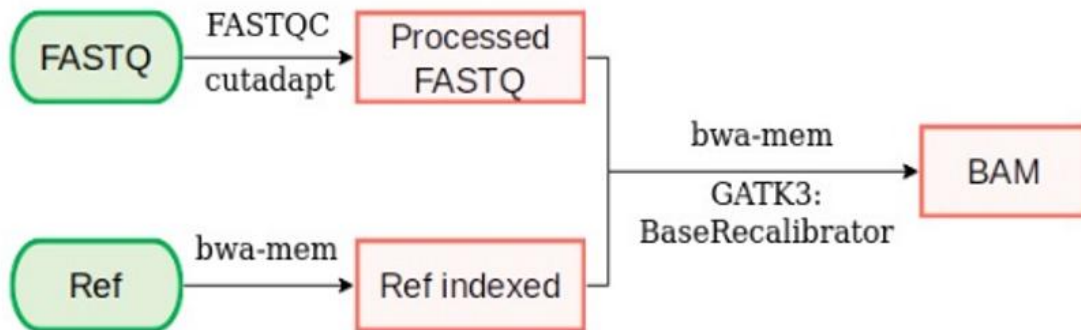 FASTQ
FASTQC
cutadapt
Processed
FASTQ
bwa-mem
GATK3:
BaseRecalibrator
BAM
Ref
bwa-mem
Ref indexed